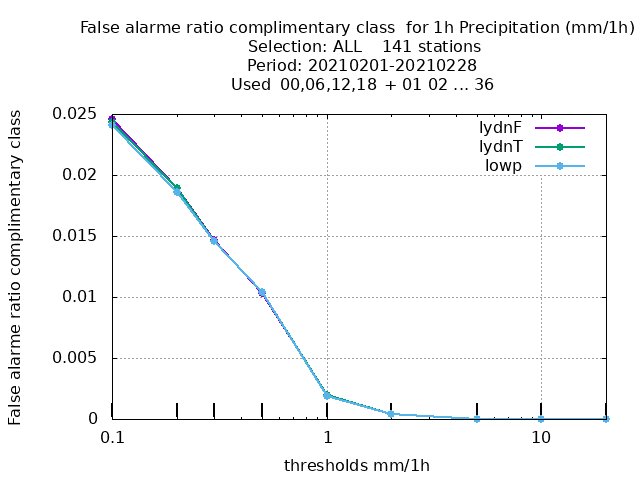 False alarme ratio complimentary class  for 1h Precipitation (mm/1h)
Selection: ALL    141 stations
Period: 20210201-20210228
Used  00,06,12,18  + 01 02 ... 36
False alarme ratio complimentary class
0.025
0.02
0.015
0.01
0.005
0
lydnF
lydnT
lowp
0.1
1
10
thresholds mm/1h